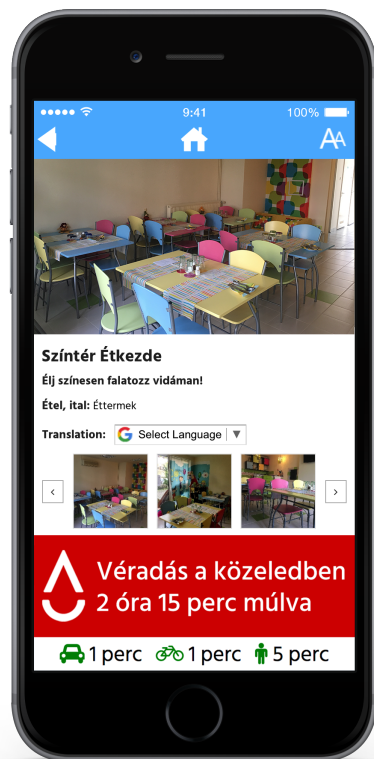 9:41
100%
AA
Színtér Étkezde
Élj színesen falatozz vidáman!
Étel, ital: Éttermek
Translation: G Select Language ▼
‹ ›
Véradás a közeledben
2 óra 15 perc múlva
1 perc 1 perc 5 perc